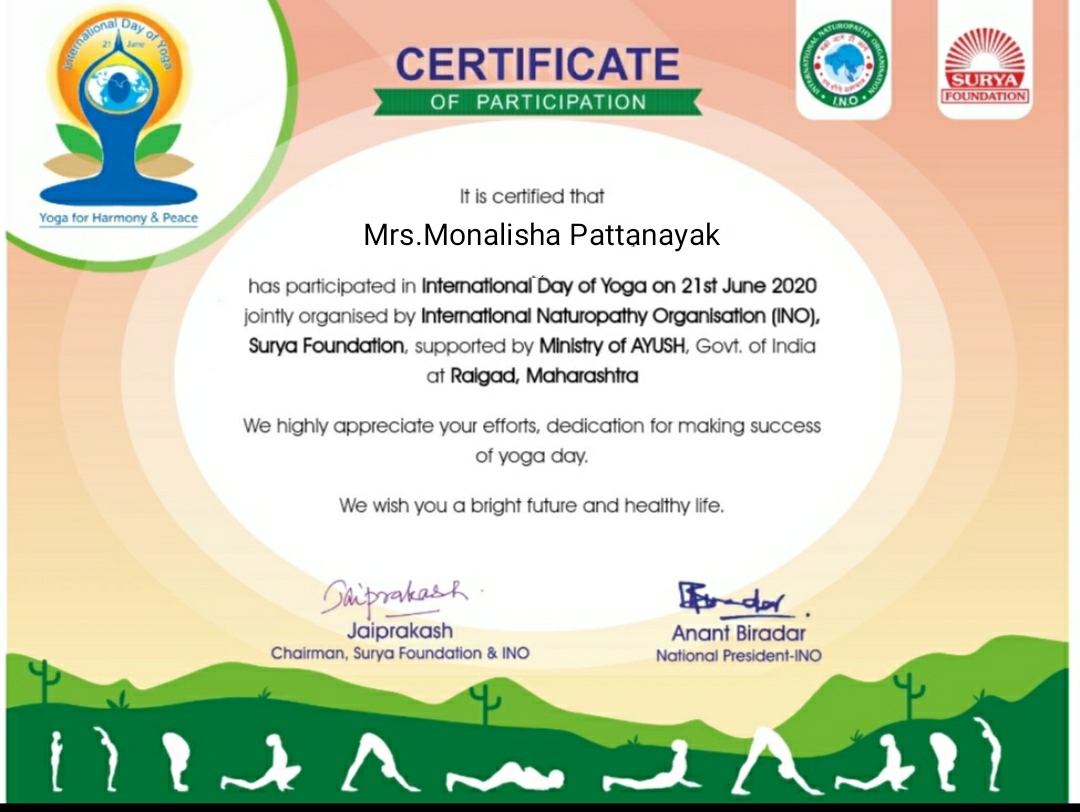 International Day of Yoga
21 June
Yoga for Harmony & Peace
CERTIFICATE
OF PARTICIPATION
INTERNATIONAL NATUROPATHY ORGANISATION
I.N.O
SURYA
FOUNDATION
It is certified that
Mrs.Monalisha Pattanayak
has participated in International Day of Yoga on 21st June 2020
jointly organised by International Naturopathy Organisation (INO),
Surya Foundation, supported by Ministry of AYUSH, Govt. of India
at Raigad, Maharashtra
We highly appreciate your efforts, dedication for making success
of yoga day.
We wish you a bright future and healthy life.
Jaiprakash
Jaiprakash
Chairman, Surya Foundation & INO
Anant Biradar
National President-INO